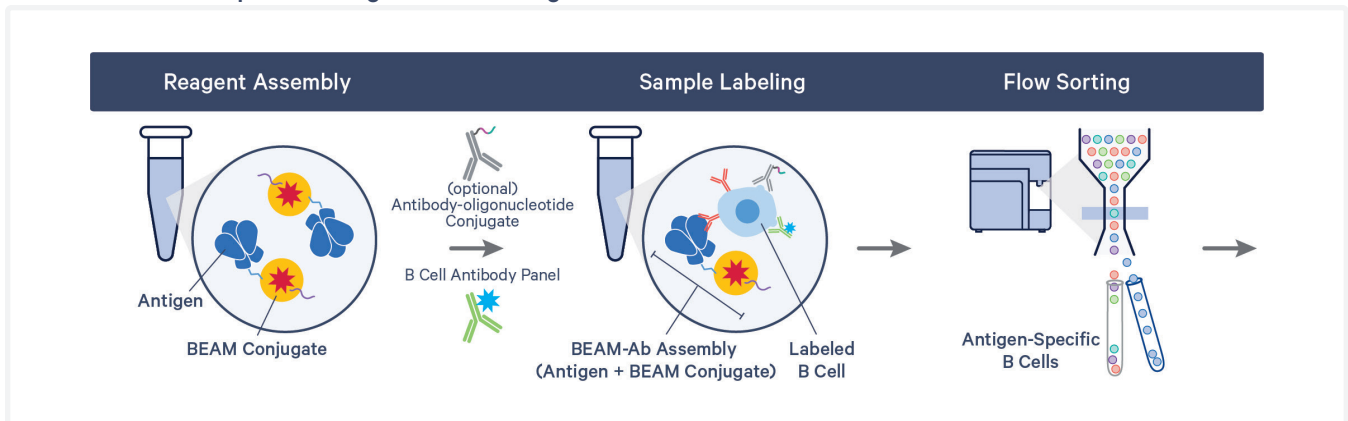 Reagent Assembly
Sample Labeling
Flow Sorting
(optional)
Antibody-oligonucleotide
Conjugate
B Cell Antibody Panel
Antigen
BEAM Conjugate
BEAM-Ab Assembly
(Antigen + BEAM Conjugate)
Labeled
B Cell
Antigen-Specific
B Cells